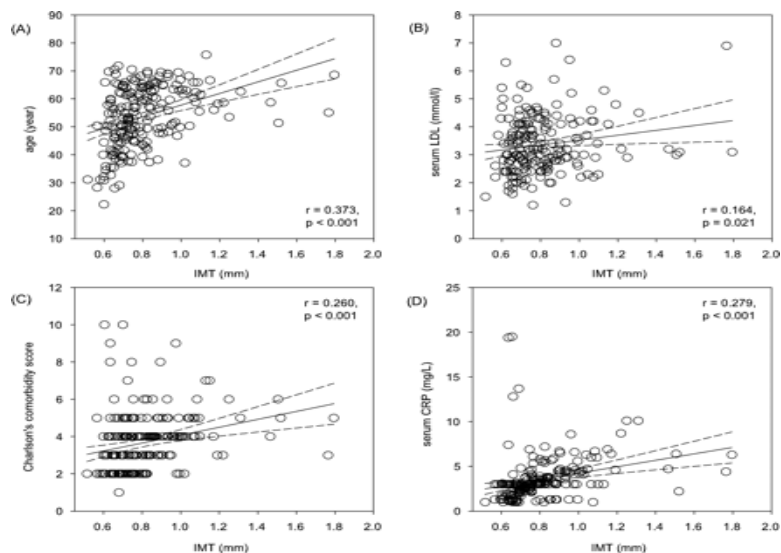 (A)
90
80
70
60
50
40
30
20
10
age (year)
r = 0.373,
p < 0.001
0.6 0.8 1.0 1.2 1.4 1.6 1.8 2.0
IMT (mm)
(B)
8
7
6
5
4
3
2
1
0
serum LDL (mmol/l)
r = 0.164,
p = 0.021
0.6 0.8 1.0 1.2 1.4 1.6 1.8 2.0
IMT (mm)
(C)
12
10
8
6
4
2
0
Charlson's comorbidity score
r = 0.260,
p < 0.001
0.6 0.8 1.0 1.2 1.4 1.6 1.8 2.0
IMT (mm)
(D)
25
20
15
10
5
0
serum CRP (mg/L)
r = 0.279,
p < 0.001
0.6 0.8 1.0 1.2 1.4 1.6 1.8 2.0
IMT (mm)